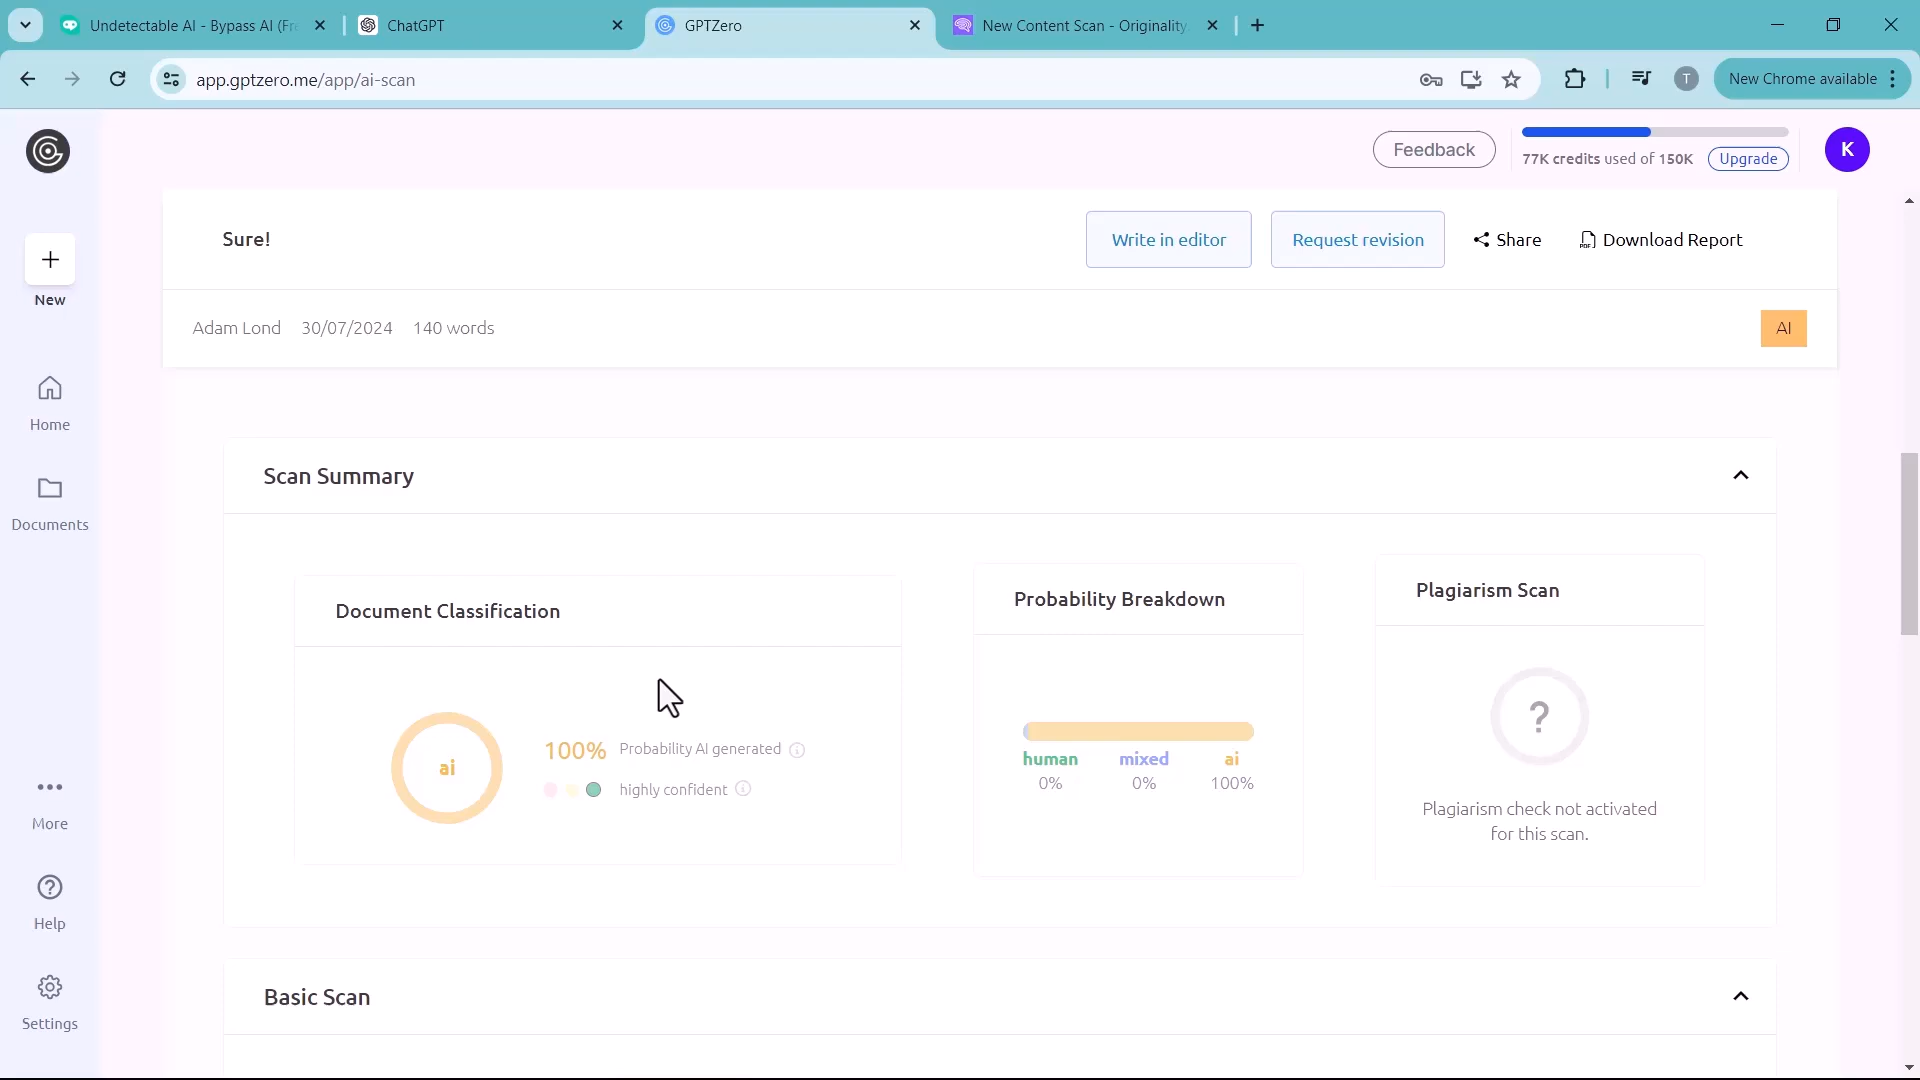 Undetectable AI - Bypass AI (Fre
ChatGPT
GPTZero
New Content Scan - Originality.
app.gptzero.me/app/ai-scan
T
New Chrome available
Feedback
77K credits used of 150K
Upgrade
K
New
Home
Documents
More
Help
Settings
Sure!
Write in editor
Request revision
Share
Download Report
Adam Lond 30/07/2024 140 words
AI
Scan Summary
Document Classification
ai
100% Probability AI generated
highly confident
Probability Breakdown
human mixed ai
0% 0% 100%
Plagiarism Scan
?
Plagiarism check not activated
for this scan.
Basic Scan